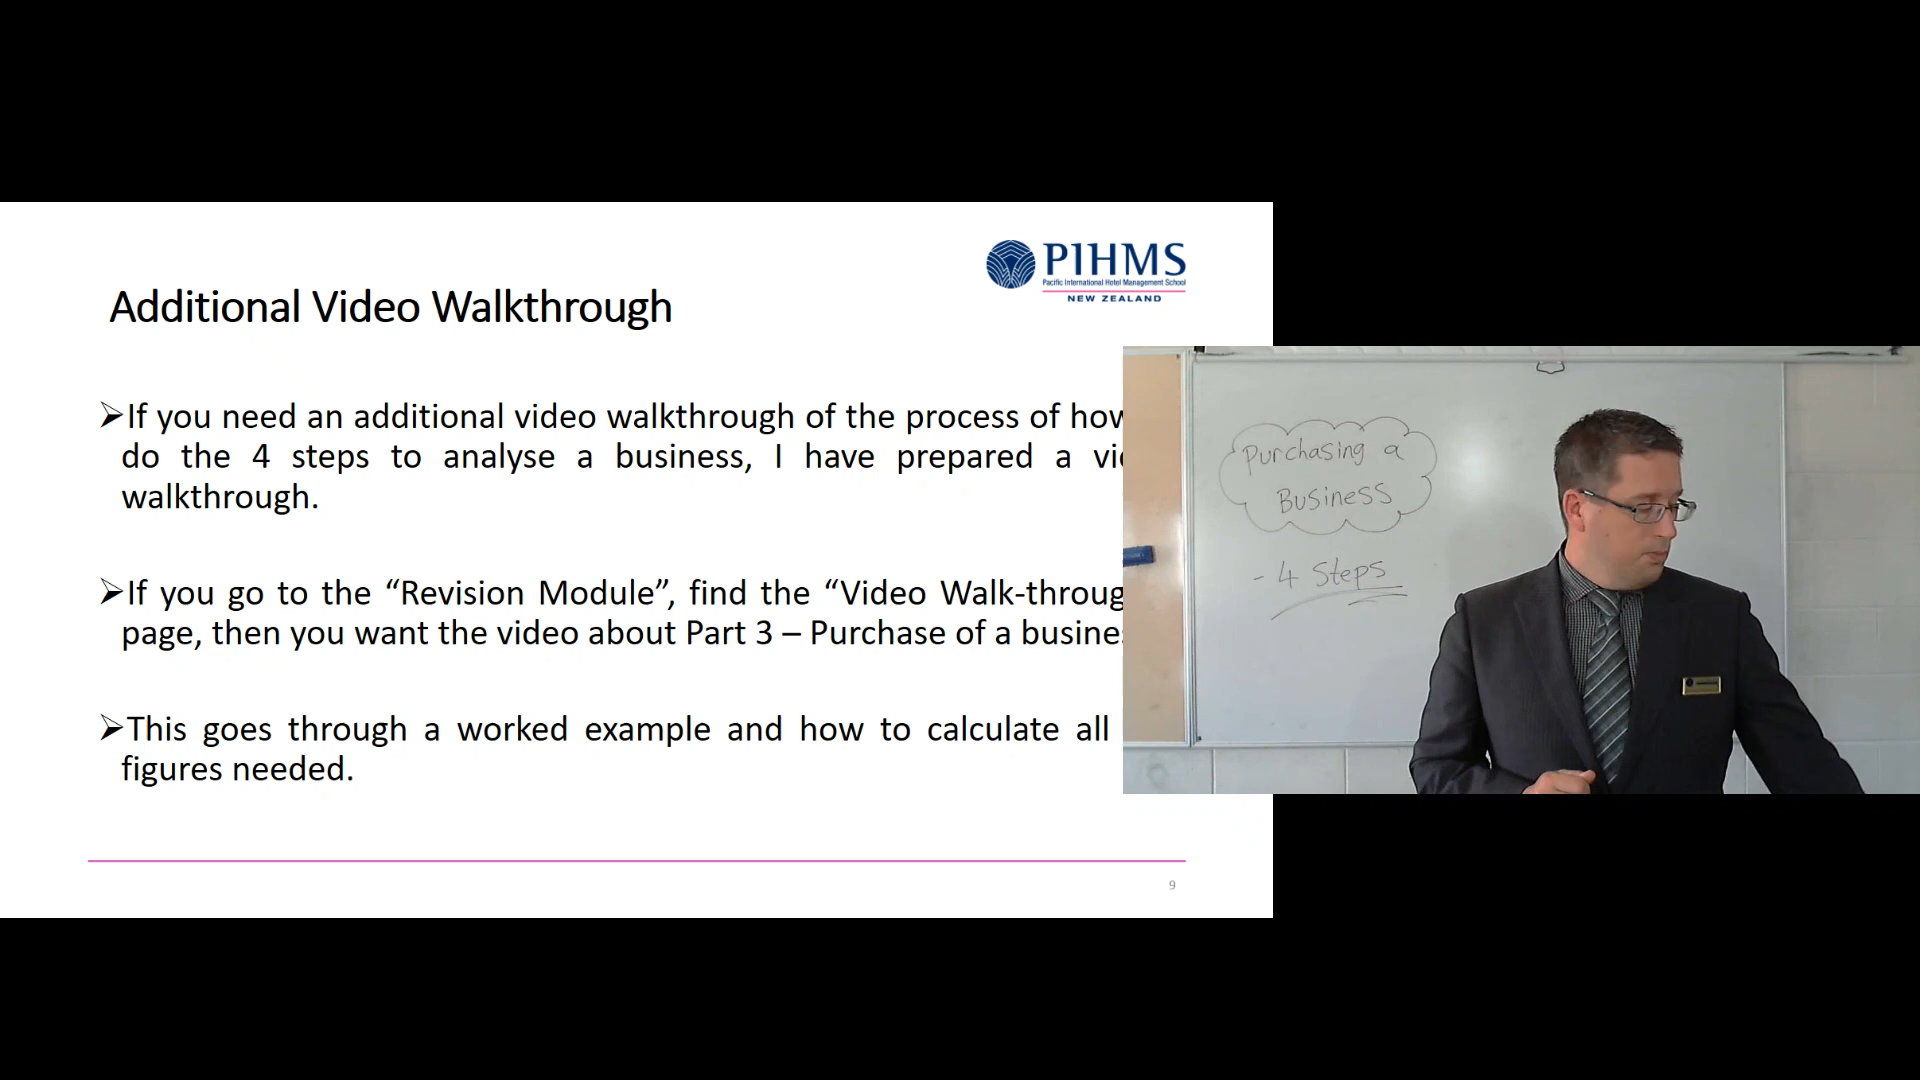 PIHMS
Pacific International Hotel Management School
NEW ZEALAND
Additional Video Walkthrough
➢If you need an additional video walkthrough of the process of how
do the 4 steps to analyse a business, I have prepared a
walkthrough.
➢If you go to the “Revision Module”, find the “Video Walk-throug
page, then you want the video about Part 3 – Purchase of a busine
➢This goes through a worked example and how to calculate all
figures needed.
9
Purchasing a
Business
- 4 Steps